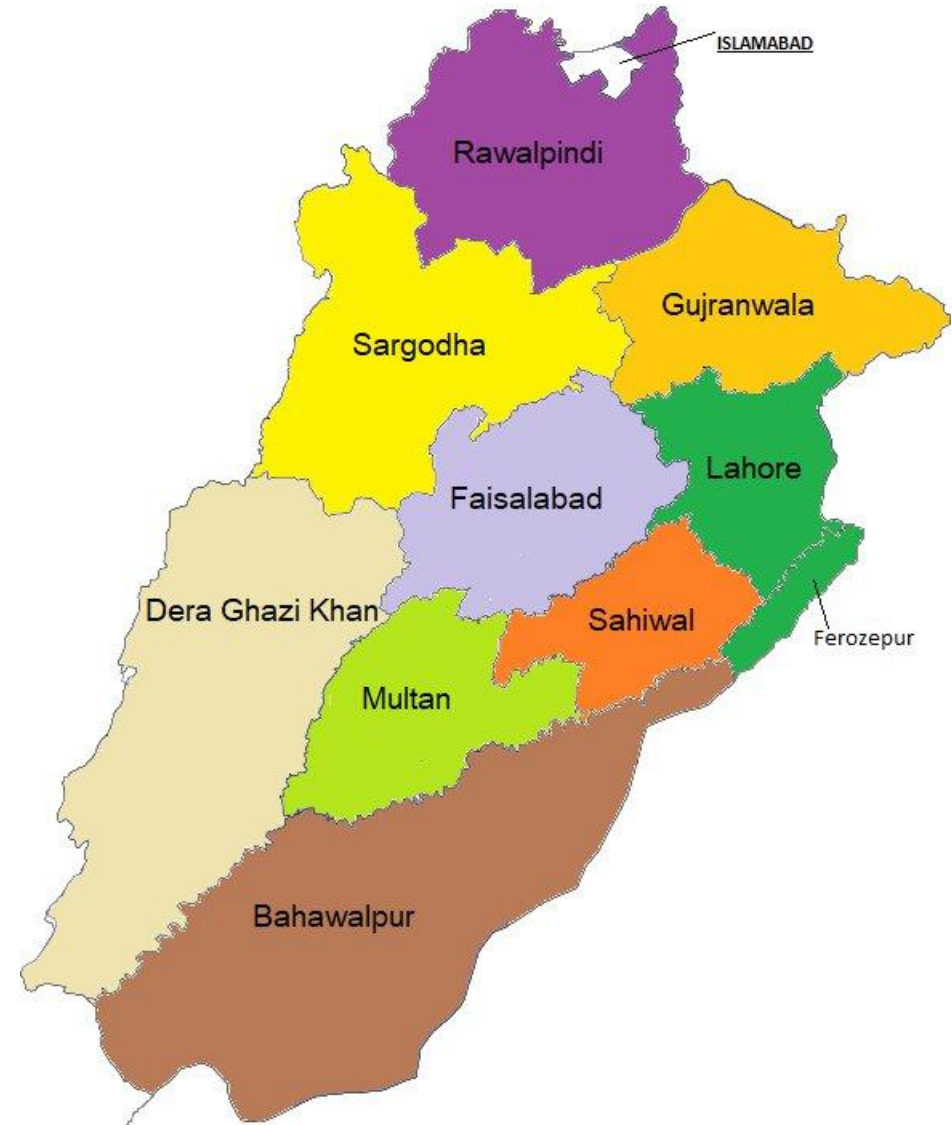 ISLAMABAD
Rawalpindi
Gujranwala
Sargodha
Lahore
Faisalabad
Dera Ghazi Khan
Sahiwal
Ferozepur
Multan
Bahawalpur